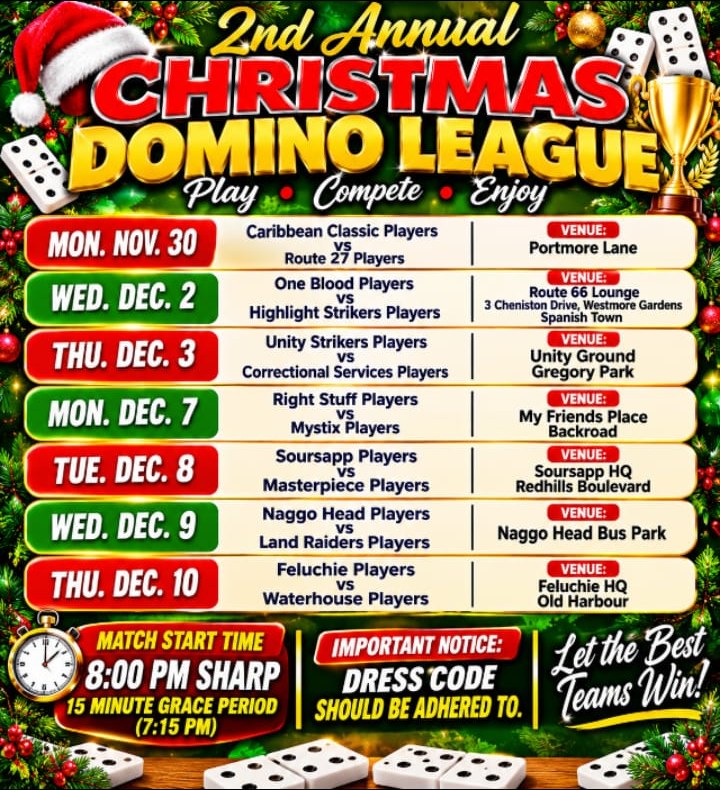 2nd Annual
CHRISTMAS
DOMINO LEAGUE
Play • Compete • Enjoy
MON. NOV. 30
Caribbean Classic Players
vs
Route 27 Players
VENUE:
Portmore Lane
WED. DEC. 2
One Blood Players
vs
Highlight Strikers Players
VENUE:
Route 66 Lounge
3 Cheniston Drive, Westmore Gardens
Spanish Town
THU. DEC. 3
Unity Strikers Players
vs
Correctional Services Players
VENUE:
Unity Ground
Gregory Park
MON. DEC. 7
Right Stuff Players
vs
Mystix Players
VENUE:
My Friends Place
Backroad
TUE. DEC. 8
Soursapp Players
vs
Masterpiece Players
VENUE:
Soursapp HQ
Redhills Boulevard
WED. DEC. 9
Naggo Head Players
vs
Land Raiders Players
VENUE:
Naggo Head Bus Park
THU. DEC. 10
Feluchie Players
vs
Waterhouse Players
VENUE:
Feluchie HQ
Old Harbour
MATCH START TIME
8:00 PM SHARP
15 MINUTE GRACE PERIOD
(7:15 PM)
IMPORTANT NOTICE:
DRESS CODE
SHOULD BE ADHERED TO.
Let the Best
Teams Win!